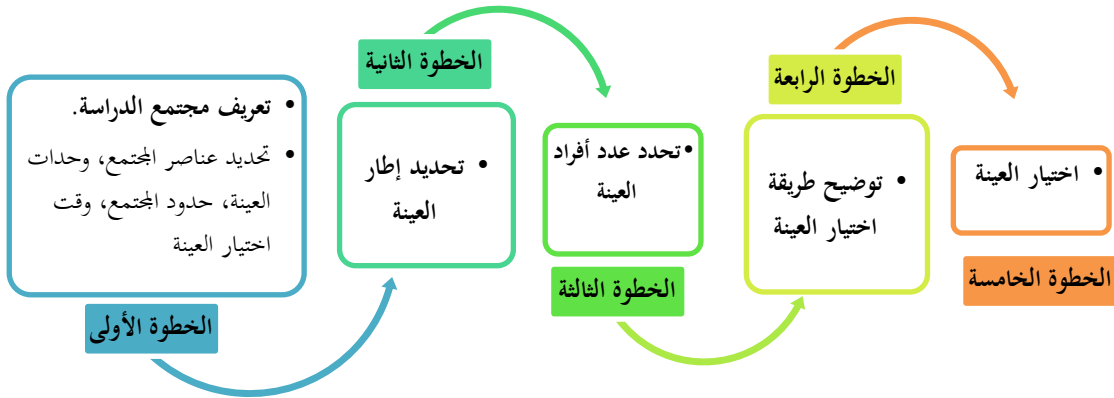 الخطوة الأولى
• تعريف مجتمع الدراسة.
• تحديد عناصر المجتمع، وحدات
العينة، حدود المجتمع، وقت
اختيار العينة
الخطوة الثانية
• تحديد إطار
العينة
الخطوة الثالثة
• تحدد عدد أفراد
العينة
الخطوة الرابعة
• توضيح طريقة
اختيار العينة
الخطوة الخامسة
• اختيار العينة